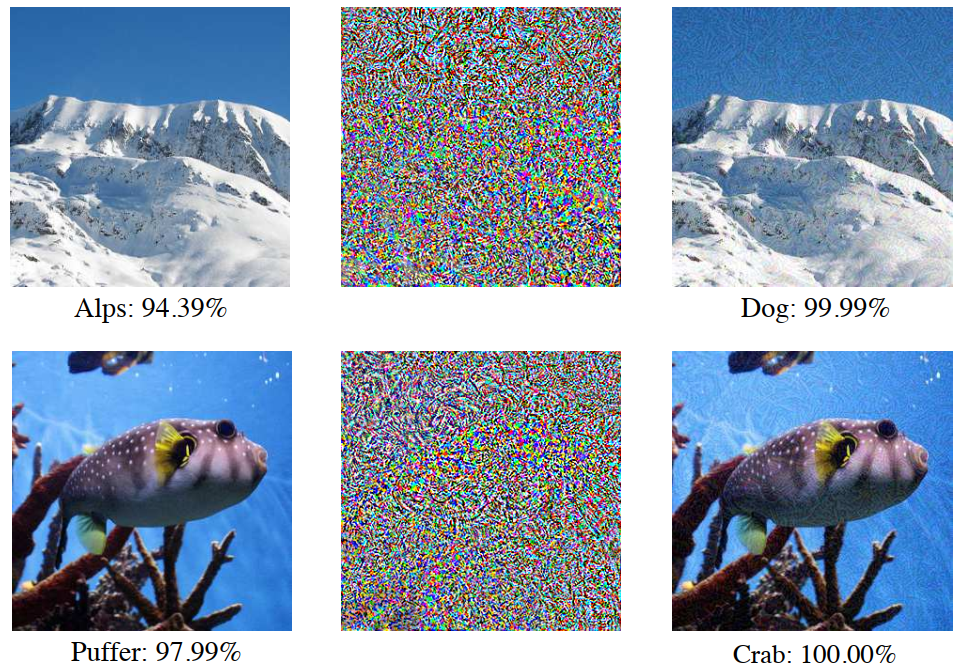 Alps: 94.39%
Dog: 99.99%
Puffer: 97.99%
Crab: 100.00%